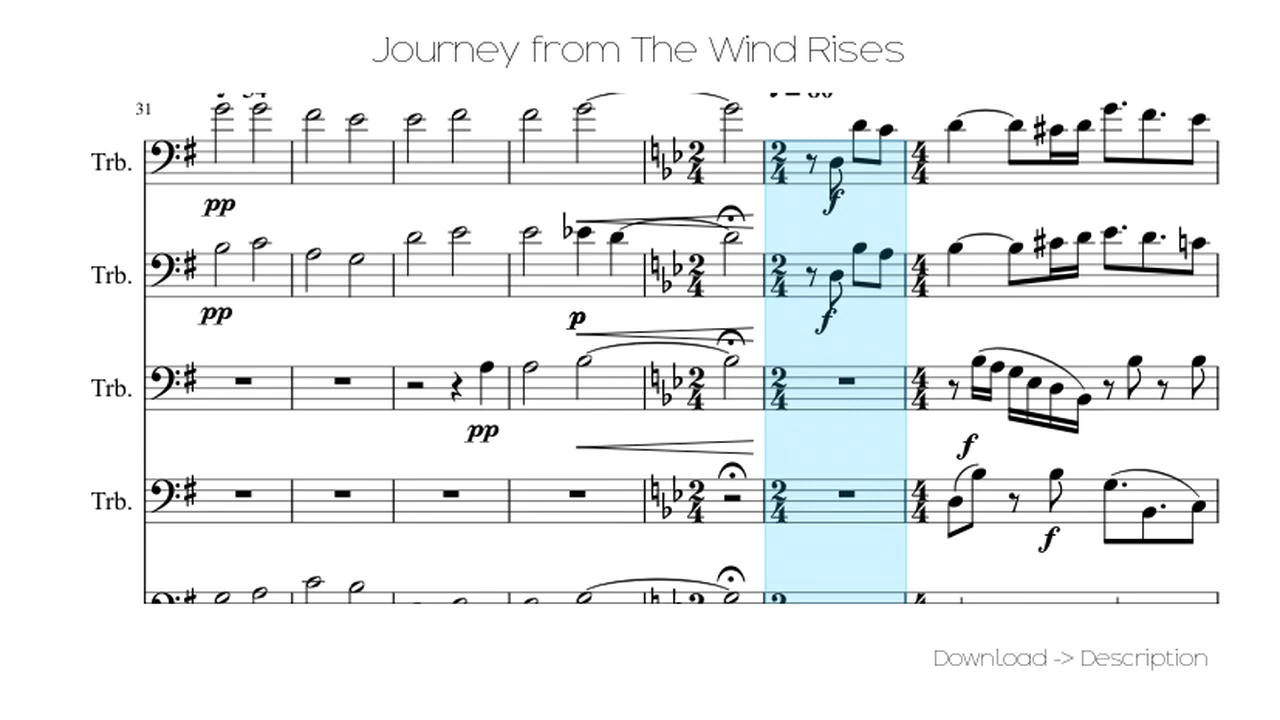 Journey from The Wind Rises
31
Trb.
pp
f
Trb.
pp
p
f
Trb.
pp
f
Trb.
f
Download -> Description